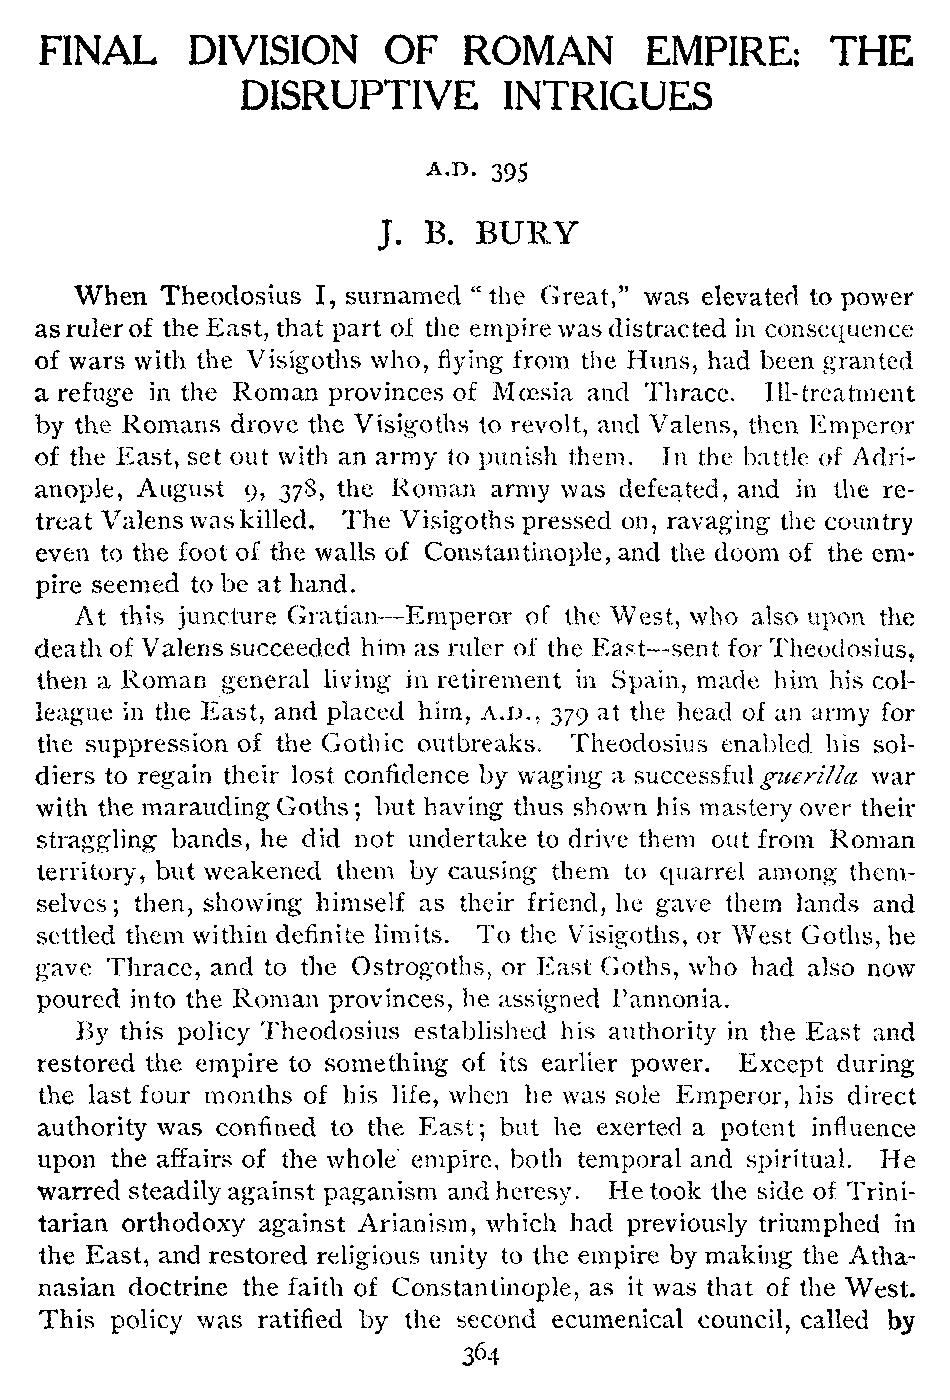 FINAL DIVISION OF ROMAN EMPIRE: THE
DISRUPTIVE INTRIGUES
A.D. 395
J. B. BURY
When Theodosius I, surnamed "the Great," was elevated to power
as ruler of the East, that part of the empire was distracted in consequence
of wars with the Visigoths who, flying from the Huns, had been granted
a refuge in the Roman provinces of Mœsia and Thrace. Ill-treatment
by the Romans drove the Visigoths to revolt, and Valens, then Emperor
of the East, set out with an army to punish them. In the battle of Adri-
anople, August 9, 378, the Roman army was defeated, and in the re-
treat Valens was killed. The Visigoths pressed on, ravaging the country
even to the foot of the walls of Constantinople, and the doom of the em-
pire seemed to be at hand.
At this juncture Gratian—Emperor of the West, who also upon the
death of Valens succeeded him as ruler of the East—sent for Theodosius,
then a Roman general living in retirement in Spain, made him his col-
league in the East, and placed him, A.D., 379 at the head of an army for
the suppression of the Gothic outbreaks. Theodosius enabled his sol-
diers to regain their lost confidence by waging a successful guerilla war
with the marauding Goths; but having thus shown his mastery over their
straggling bands, he did not undertake to drive them out from Roman
territory, but weakened them by causing them to quarrel among them-
selves; then, showing himself as their friend, he gave them lands and
settled them within definite limits. To the Visigoths, or West Goths, he
gave Thrace, and to the Ostrogoths, or East Goths, who had also now
poured into the Roman provinces, he assigned Pannonia.
By this policy Theodosius established his authority in the East and
restored the empire to something of its earlier power. Except during
the last four months of his life, when he was sole Emperor, his direct
authority was confined to the East; but he exerted a potent influence
upon the affairs of the whole empire, both temporal and spiritual. He
warred steadily against paganism and heresy. He took the side of Trini-
tarian orthodoxy against Arianism, which had previously triumphed in
the East, and restored religious unity to the empire by making the Atha-
nasian doctrine the faith of Constantinople, as it was that of the West.
This policy was ratified by the second ecumenical council, called by
364